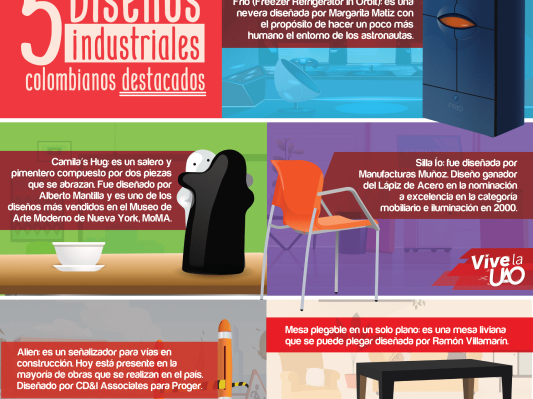 5 Diseños
industriales
colombianos destacados
Frío (Freezer Refrigerator In Orbit): es una
nevera diseñada por Margarita Matiz con
el propósito de hacer un poco más
humano el entorno de los astronautas.
Camila's Hug: es un salero y
pimentero compuesto por dos piezas
que se abrazan. Fue diseñado por
Alberto Mantilla y es uno de los
diseños más vendidos en el Museo de
Arte Moderno de Nueva York, MoMA.
Silla Ío: fue diseñada por
Manufacturas Muñoz. Diseño ganador
del Lápiz de Acero en la nominación
a excelencia en la categoría
mobiliario e iluminación en 2000.
Vive la
UAO
Alien: es un señalizador para vías en
construcción. Hoy está presente en la
mayoría de obras que se realizan en el país.
Diseñado por CD&I Associates para Proger.
Mesa plegable en un solo plano: es una mesa liviana
que se puede plegar diseñada por Ramón Villamarín.